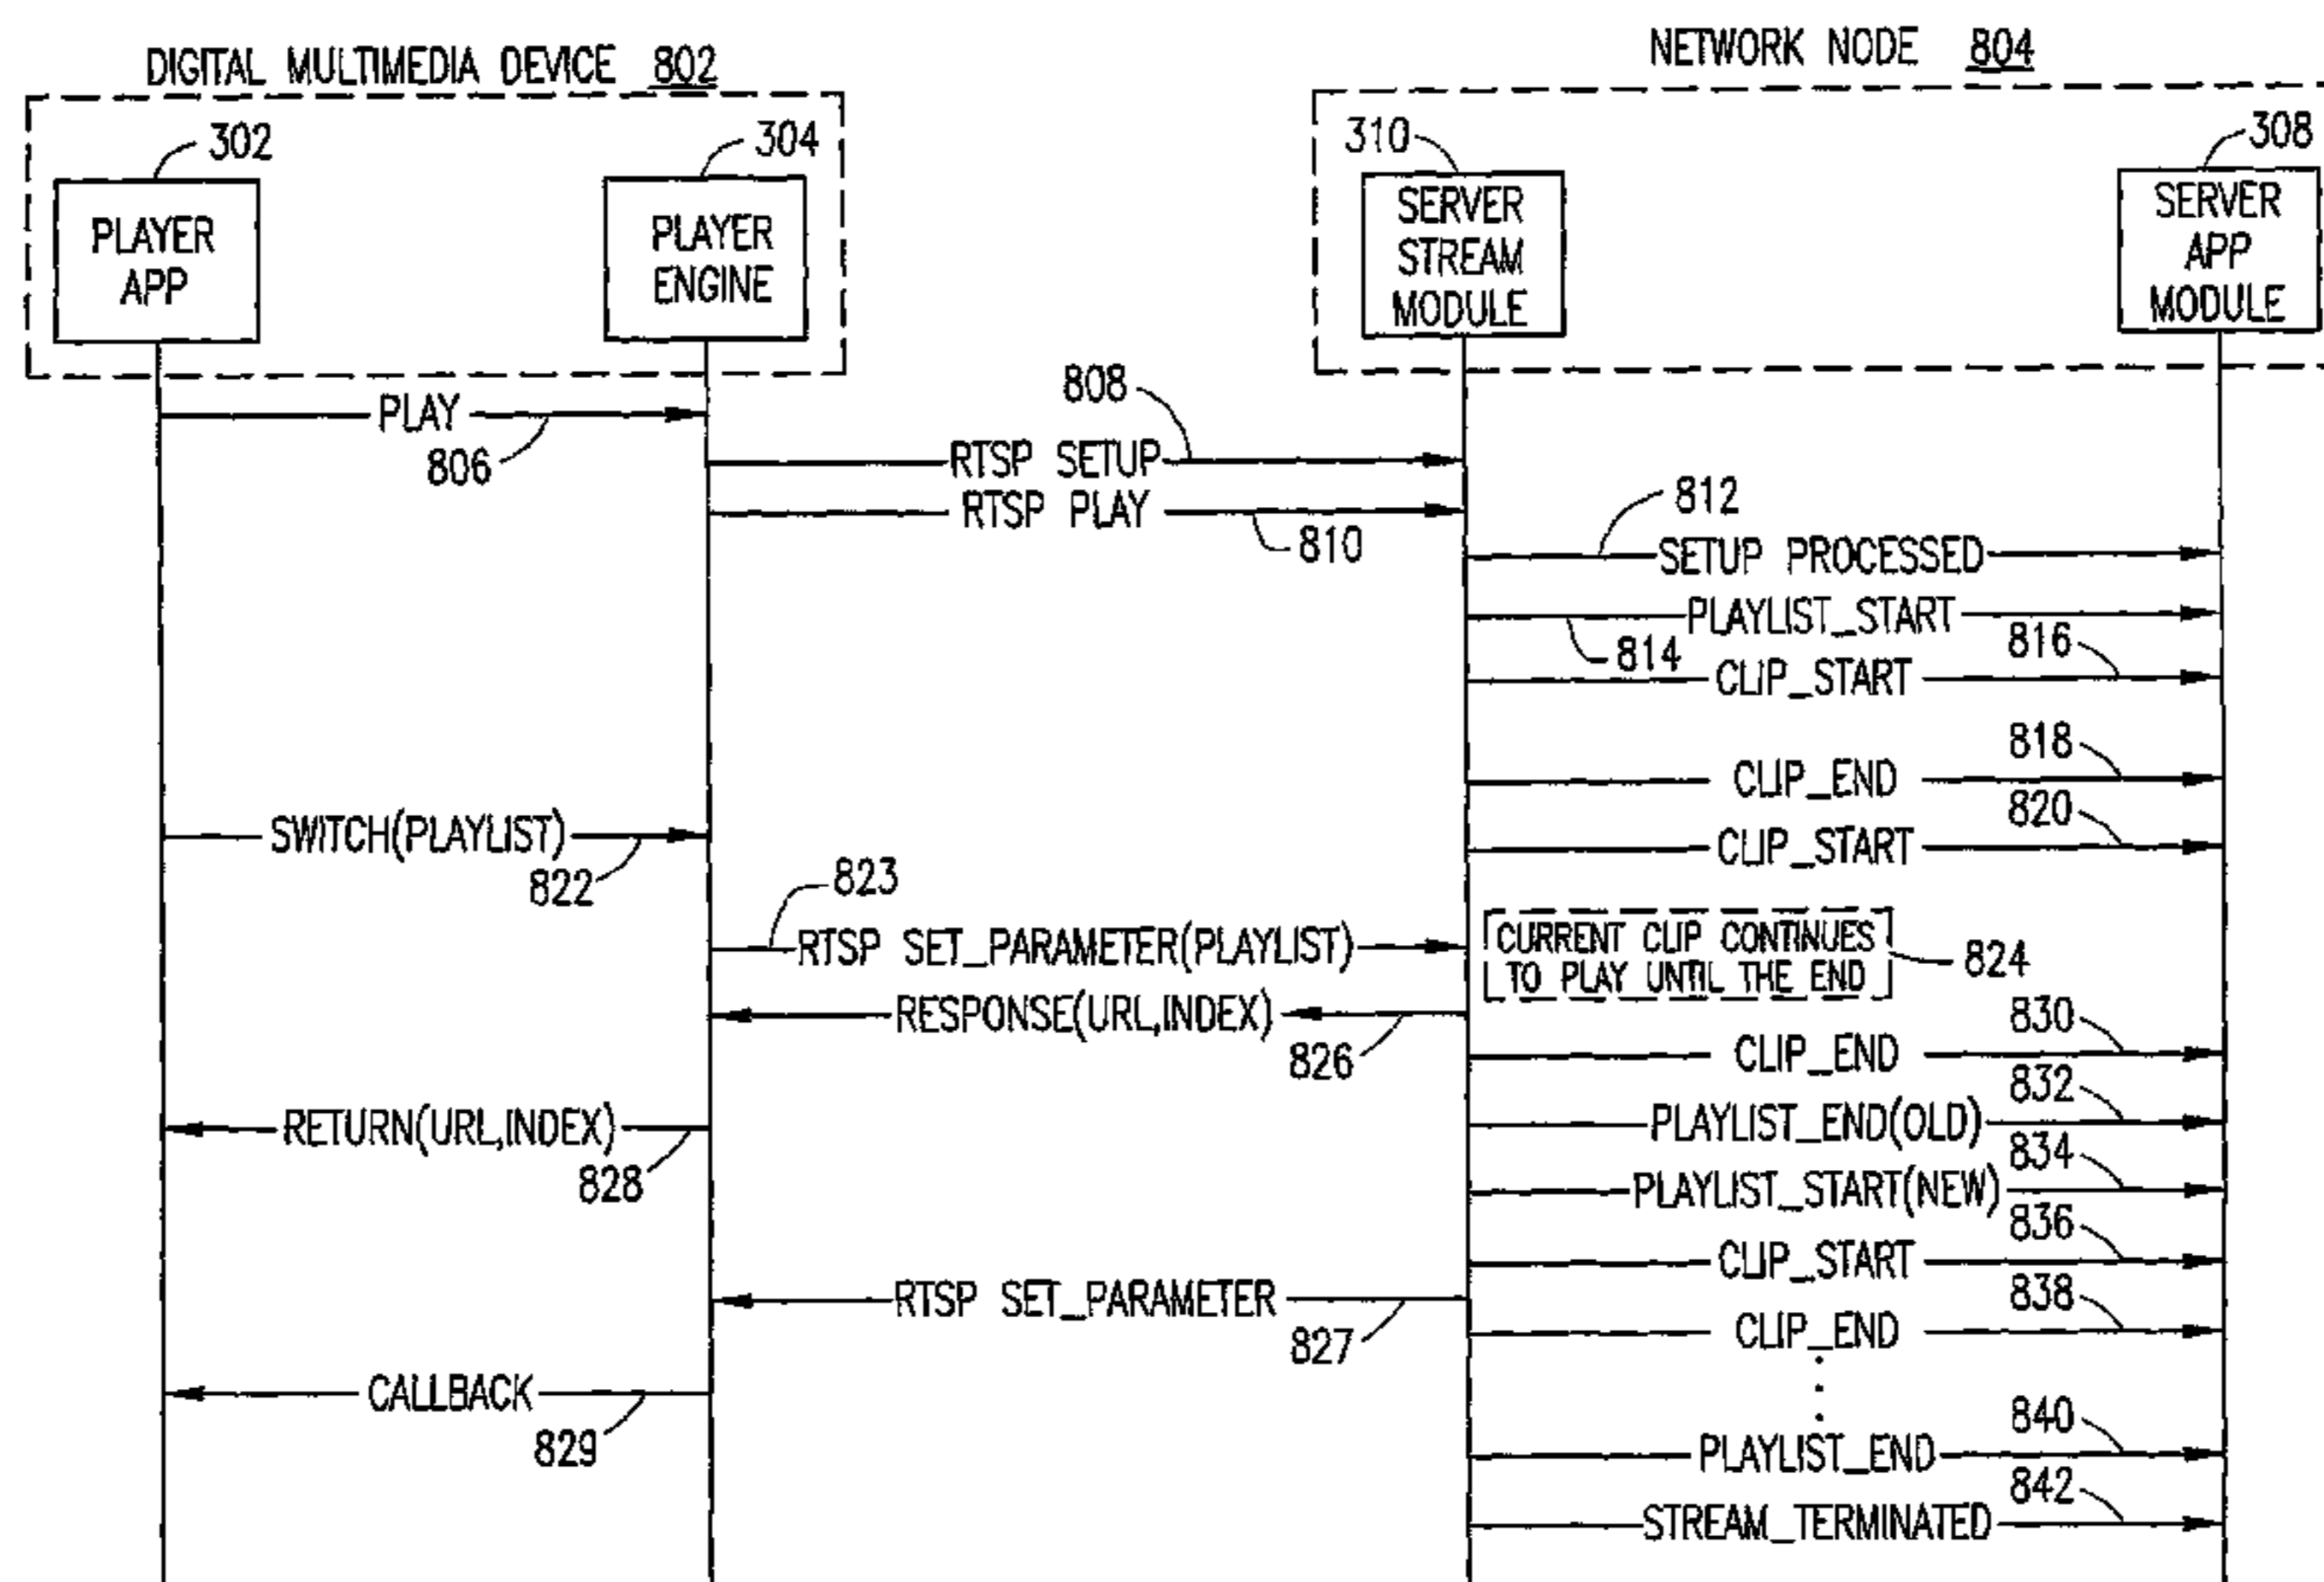 DIGITAL MULTIMEDIA DEVICE 802
NETWORK NODE 804
302
304
310
308
PLAYER
APP
PLAYER
ENGINE
SERVER
STREAM
MODULE
SERVER
APP
MODULE
PLAY
806
808
RTSP SETUP
RTSP PLAY
810
812
SETUP PROCESSED
PLAYLIST_START
814
816
CLIP_START
818
CLIP_END
SWITCH(PLAYLIST)
822
820
CLIP_START
823
RTSP SET_PARAMETER(PLAYLIST)
CURRENT CLIP CONTINUES
TO PLAY UNTIL THE END
824
RESPONSE(URL,INDEX)
826
830
CLIP_END
RETURN(URL,INDEX)
828
832
PLAYLIST_END(OLD)
834
PLAYLIST_START(NEW)
836
CLIP_START
RTSP SET_PARAMETER
827
838
CLIP_END
CALLBACK
829
840
PLAYLIST_END
842
STREAM_TERMINATED